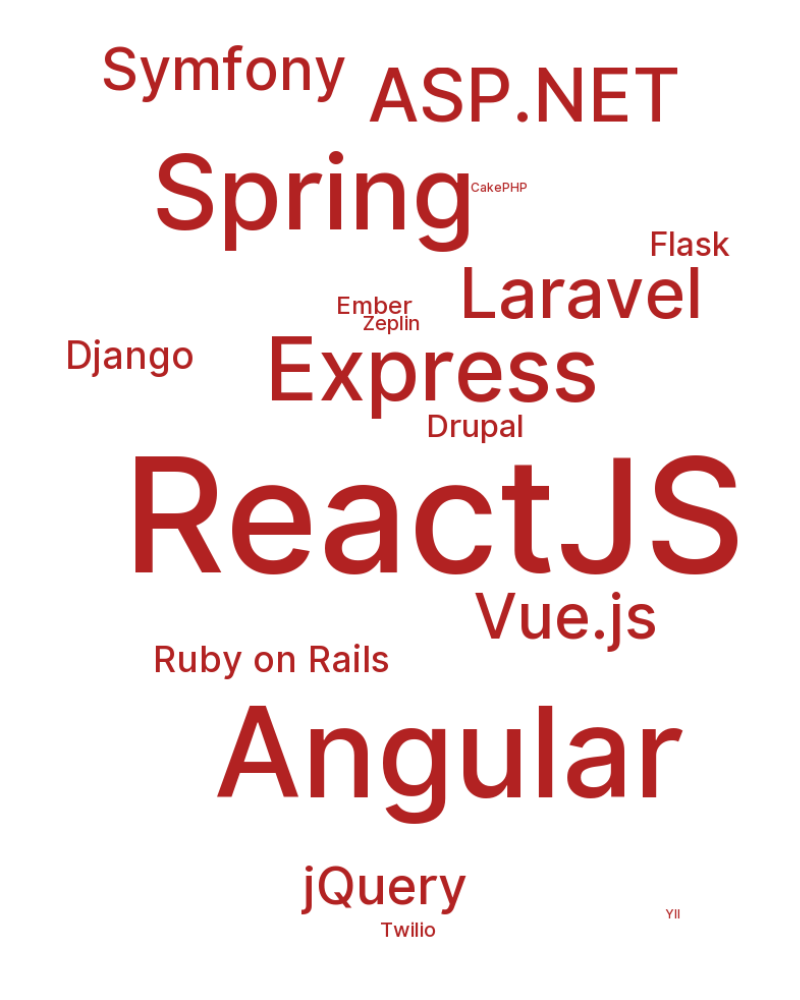 Symfony
ASP.NET
Spring
CakePHP
Flask
Laravel
Ember
Zeplin
Django
Express
Drupal
ReactJS
Vue.js
Ruby on Rails
Angular
jQuery
YII
Twilio